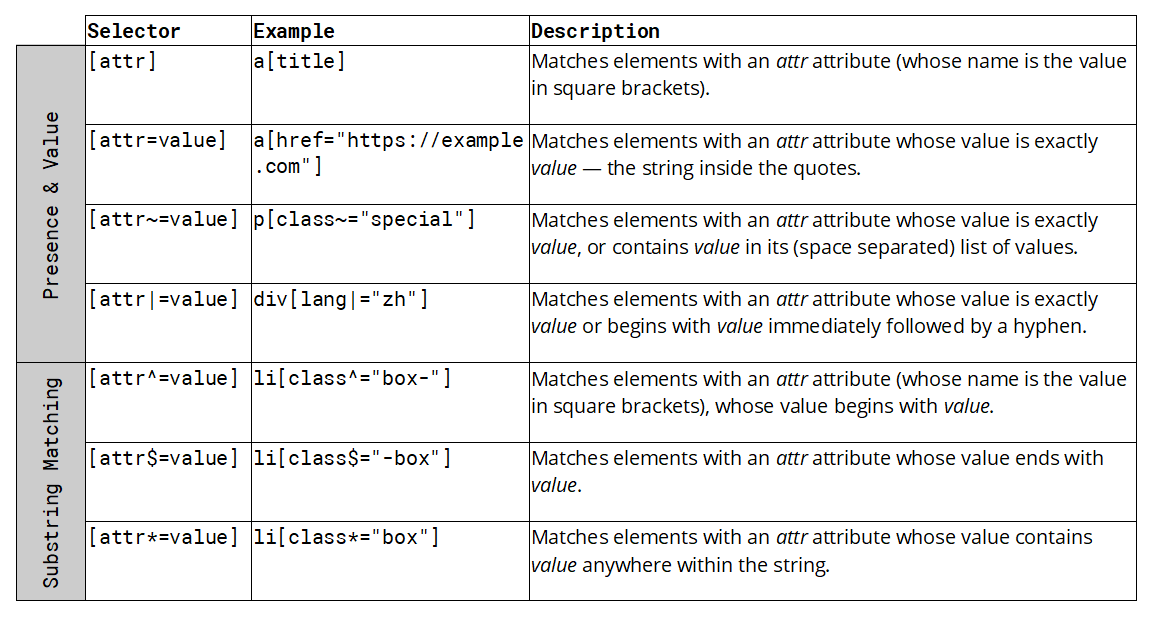 Selector Example Description
Presence & Value
[attr] a[title] Matches elements with an attr attribute (whose name is the value
in square brackets).
[attr=value] a[href="https://example Matches elements with an attr attribute whose value is exactly
.com"] value — the string inside the quotes.
[attr~=value] p[class~="special"] Matches elements with an attr attribute whose value is exactly
value, or contains value in its (space separated) list of values.
[attr|=value] div[lang|="zh"] Matches elements with an attr attribute whose value is exactly
value or begins with value immediately followed by a hyphen.
Substring Matching
[attr^=value] li[class^="box-"] Matches elements with an attr attribute (whose name is the value
in square brackets), whose value begins with value.
[attr$=value] li[class$="-box"] Matches elements with an attr attribute whose value ends with
value.
[attr*=value] li[class*="box"] Matches elements with an attr attribute whose value contains
value anywhere within the string.